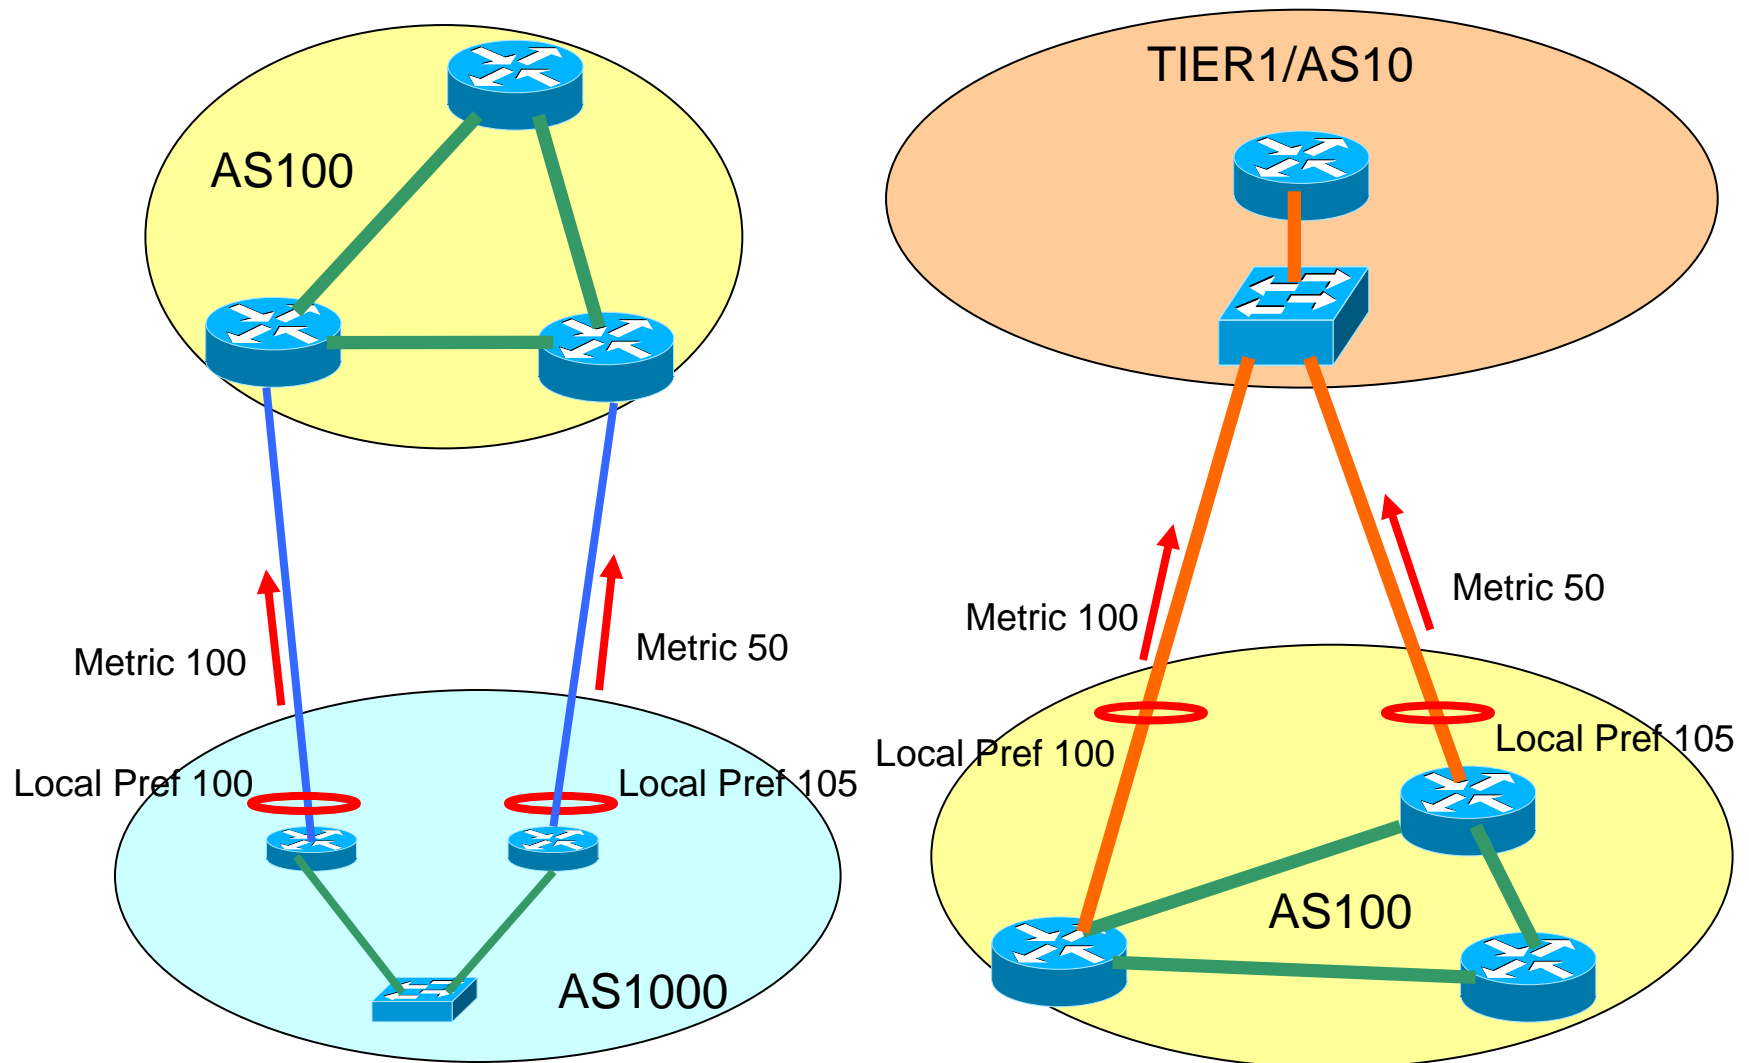 AS100
Metric 100
Metric 50
Local Pref 100
Local Pref 105
AS1000
TIER1/AS10
Metric 100
Metric 50
Local Pref 100
Local Pref 105
AS100